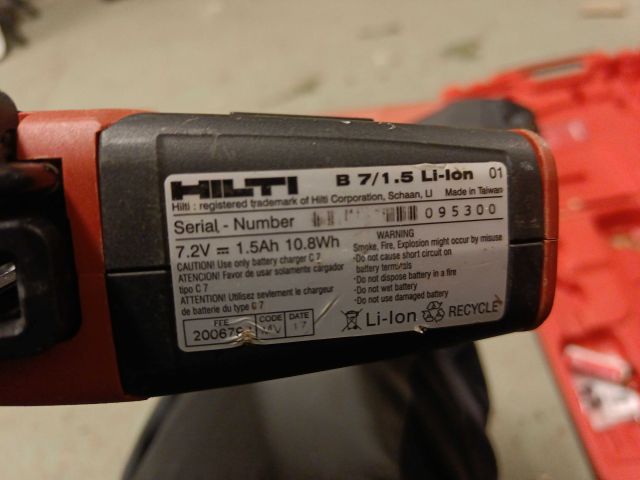 HILTI B 7/1.5 Li-Ion 01
Hilti : registered trademark of Hilti Corporation, Schaan, LI Made in Taiwan
Serial - Number 095300
7.2V ⎓ 1.5Ah 10.8Wh
CAUTION! Use only battery charger C 7
ATENCION! Favor de usar solamente cárgador
tipo C 7
ATTENTION! Utilisez sevlement le chargeur
de batterie du type C 7
WARNING
Smoke, Fire, Explosion might occur by misuse
·Do not cause short circuit on
battery terminals
·Do not dispose battery in a fire
·Do not wet battery
·Do not use damaged battery
FEE CODE DATE
17
Li-Ion RECYCLE